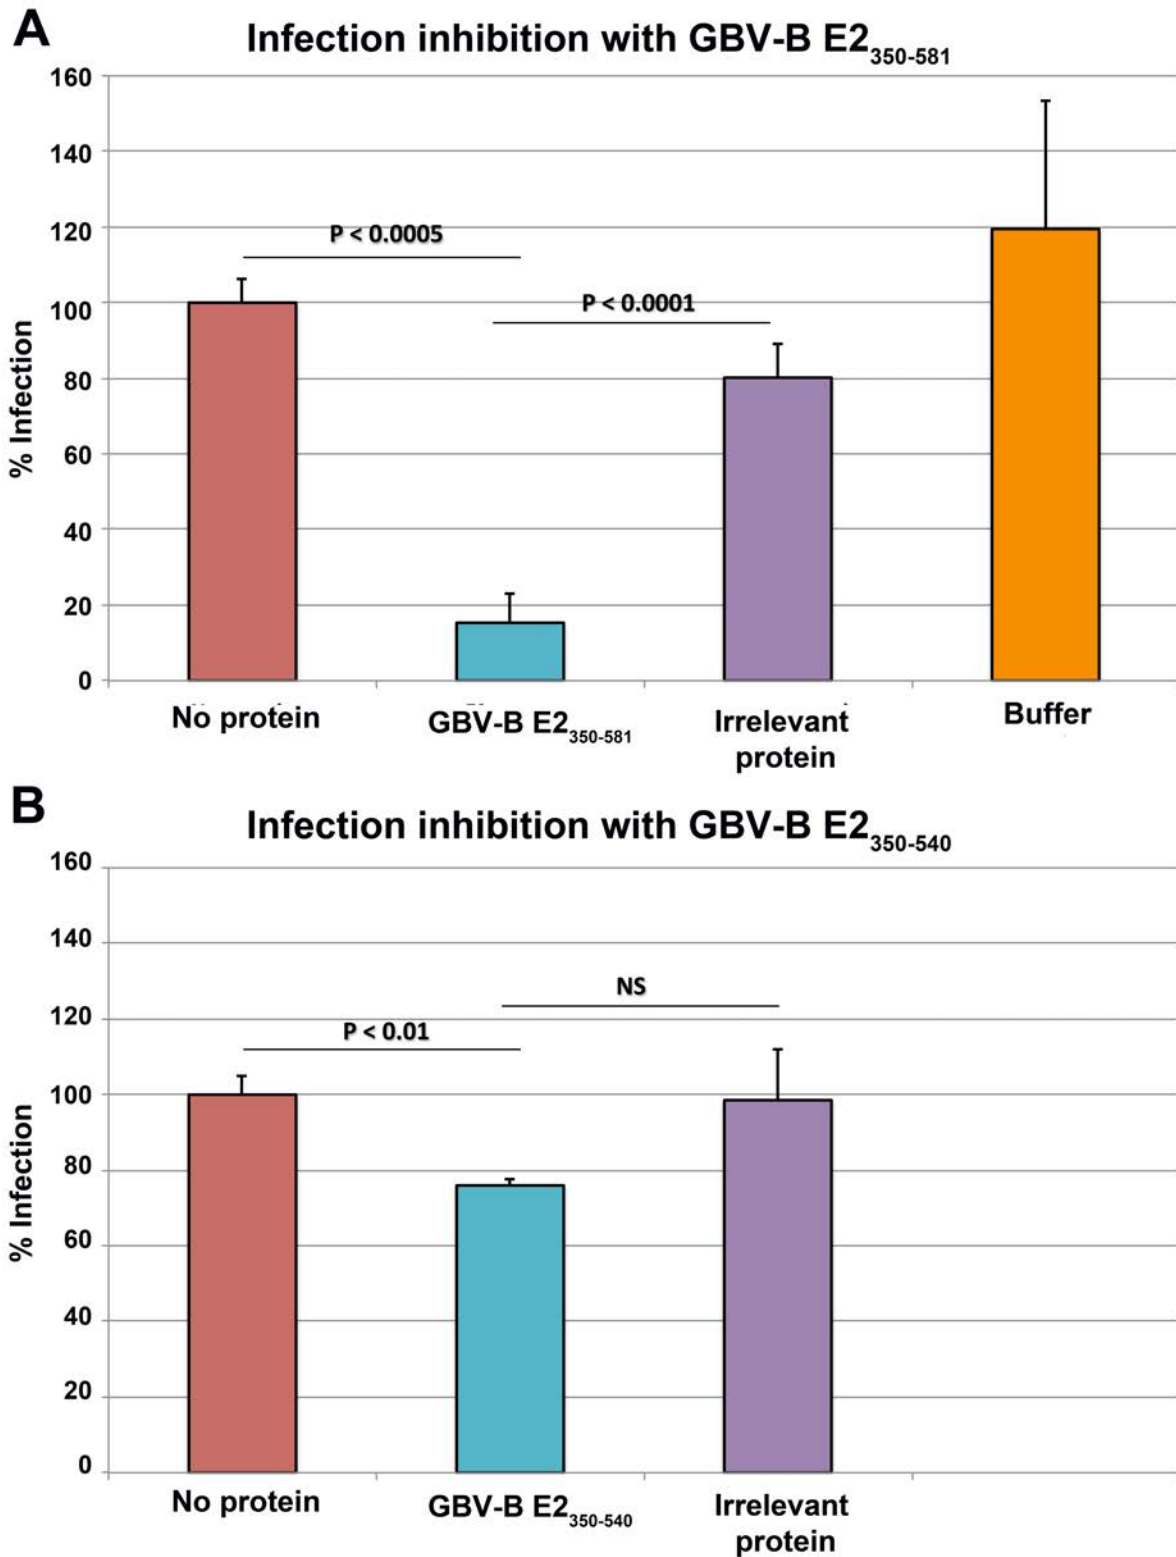 A
Infection inhibition with GBV-B E2350-581
160
140
120
100
80
60
40
20
0
% Infection
P < 0.0005
P < 0.0001
No protein
GBV-B E2350-581
Irrelevant
protein
Buffer
B
Infection inhibition with GBV-B E2350-540
160
140
120
100
80
60
40
20
0
% Infection
NS
P < 0.01
No protein
GBV-B E2350-540
Irrelevant
protein